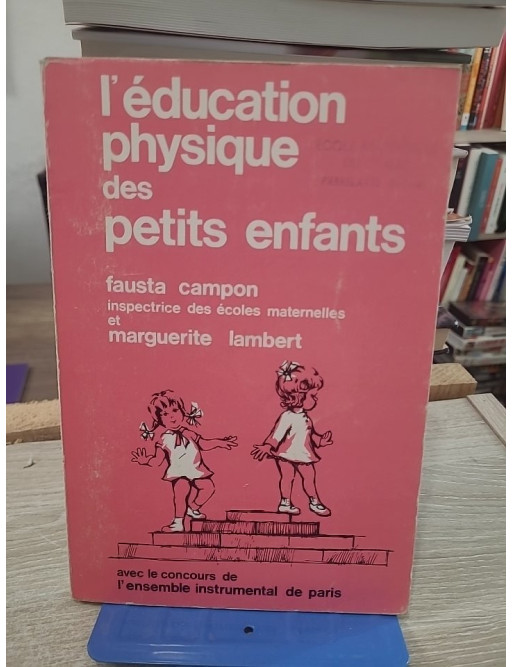 l'éducation
physique
des
petits enfants
fausta campon
inspectrice des écoles maternelles
et
marguerite lambert
avec le concours de
l'ensemble instrumental de paris